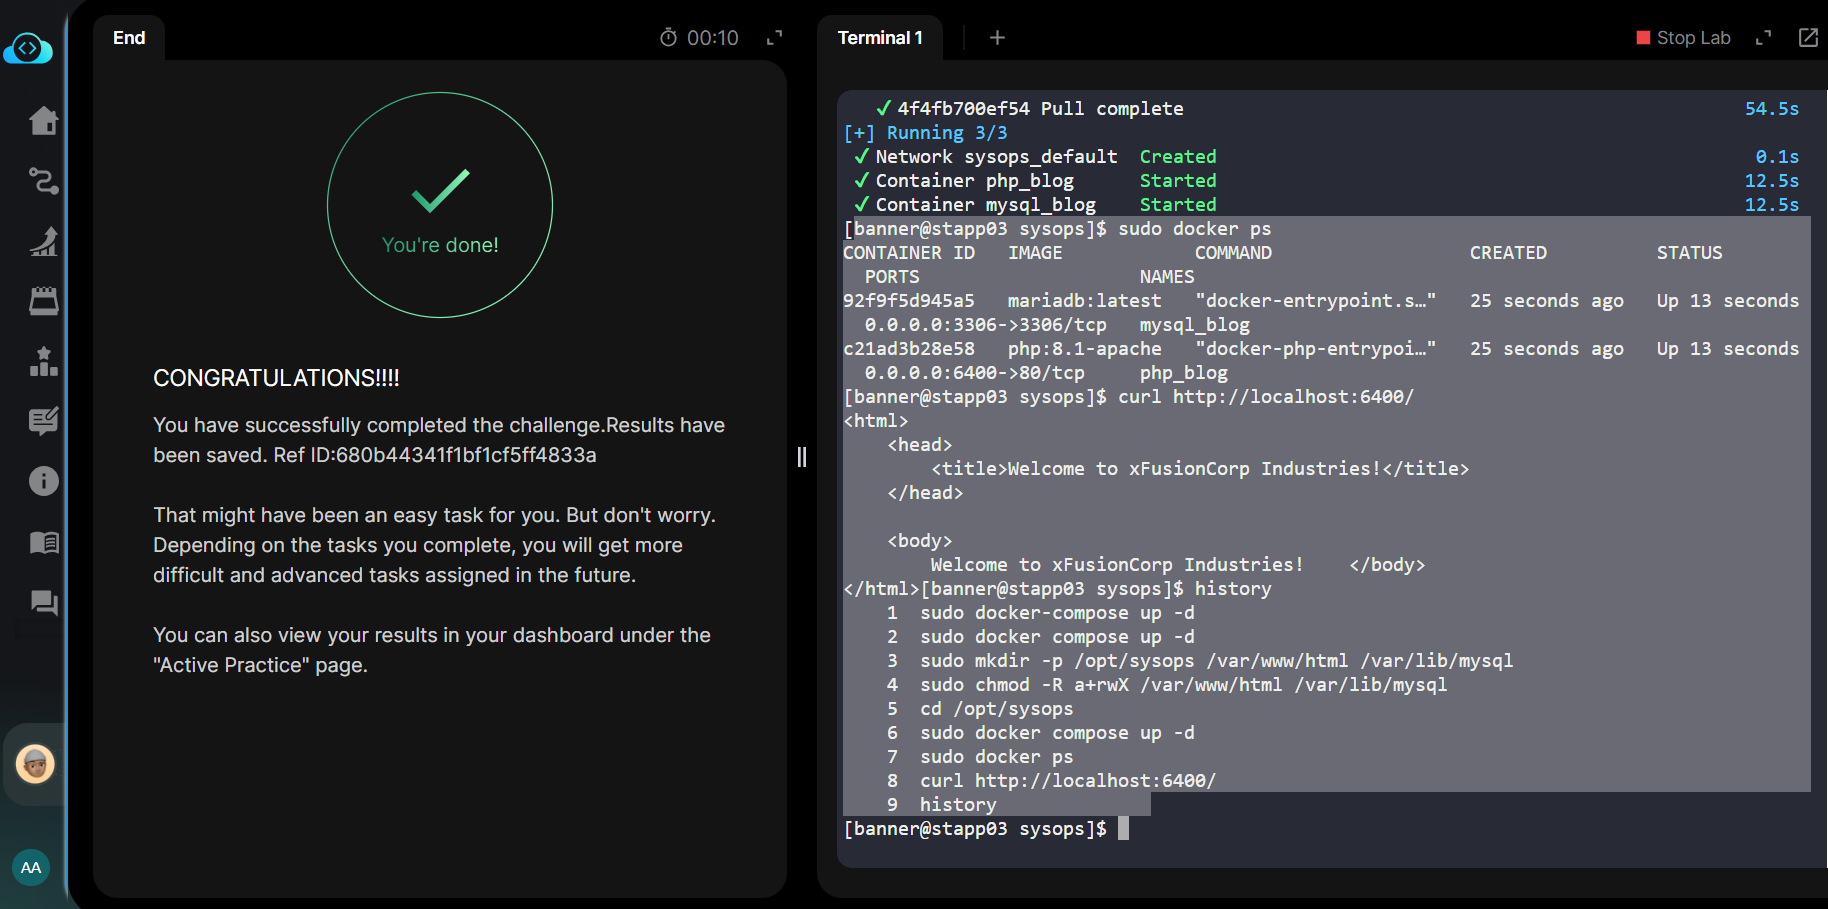 End
00:10
You're done!
CONGRATULATIONS!!!!
You have successfully completed the challenge.Results have
been saved. Ref ID:680b44341f1bf1cf5ff4833a
That might have been an easy task for you. But don't worry.
Depending on the tasks you complete, you will get more
difficult and advanced tasks assigned in the future.
You can also view your results in your dashboard under the
"Active Practice" page.
AA
Terminal 1
+
Stop Lab
✓ 4f4fb700ef54 Pull complete 54.5s
[+] Running 3/3
✓ Network sysops_default Created 0.1s
✓ Container php_blog Started 12.5s
✓ Container mysql_blog Started 12.5s
[banner@stapp03 sysops]$ sudo docker ps
CONTAINER ID IMAGE COMMAND CREATED STATUS
PORTS NAMES
92f9f5d945a5 mariadb:latest "docker-entrypoint.s…" 25 seconds ago Up 13 seconds
0.0.0.0:3306->3306/tcp mysql_blog
c21ad3b28e58 php:8.1-apache "docker-php-entrypoi…" 25 seconds ago Up 13 seconds
0.0.0.0:6400->80/tcp php_blog
[banner@stapp03 sysops]$ curl http://localhost:6400/
<html>
<head>
<title>Welcome to xFusionCorp Industries!</title>
</head>
<body>
Welcome to xFusionCorp Industries! </body>
</html>[banner@stapp03 sysops]$ history
1 sudo docker-compose up -d
2 sudo docker compose up -d
3 sudo mkdir -p /opt/sysops /var/www/html /var/lib/mysql
4 sudo chmod -R a+rwX /var/www/html /var/lib/mysql
5 cd /opt/sysops
6 sudo docker compose up -d
7 sudo docker ps
8 curl http://localhost:6400/
9 history
[banner@stapp03 sysops]$